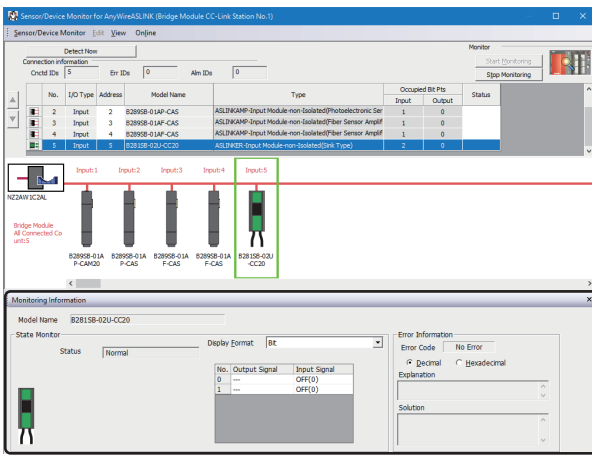 Sensor/Device Monitor for AnyWireASLINK (Bridge Module CC-Link Station No.1)
Sensor/Device Monitor Edit View Online
Detect Now
Monitor
Connection information
Start Monitoring
Cnctd IDs 5 Err IDs 0 Alm IDs 0
Stop Monitoring
No. I/O Type Address Model Name Type Occupied Bit Pts Status
Input Output
2 Input 2 B289SB-01AP-CAS ASLINKAMP-Input Module-non-Isolated(Photoelectric Ser 1 0
3 Input 3 B289SB-01AF-CAS ASLINKAMP-Input Module-non-Isolated(Fiber Sensor Amplif 1 0
4 Input 4 B289SB-01AF-CAS ASLINKAMP-Input Module-non-Isolated(Fiber Sensor Amplif 1 0
5 Input 5 B281SB-02U-CC20 ASLINKER-Input Module-non-Isolated(Sink Type) 2 0
Input:1 Input:2 Input:3 Input:4 Input:5
NZ2AW1C2AL
Bridge Module
All Connected Co
unt:5
B289SB-01A B289SB-01A B289SB-01A B289SB-01A B281SB-02U
P-CAM20 P-CAS F-CAS F-CAS -CC20
Monitoring Information
Model Name B281SB-02U-CC20
State Monitor
Status Normal
Display Format Bit
No. Output Signal Input Signal
0 --- OFF(0)
1 --- OFF(0)
Error Information
Error Code No Error
Decimal Hexadecimal
Explanation
Solution